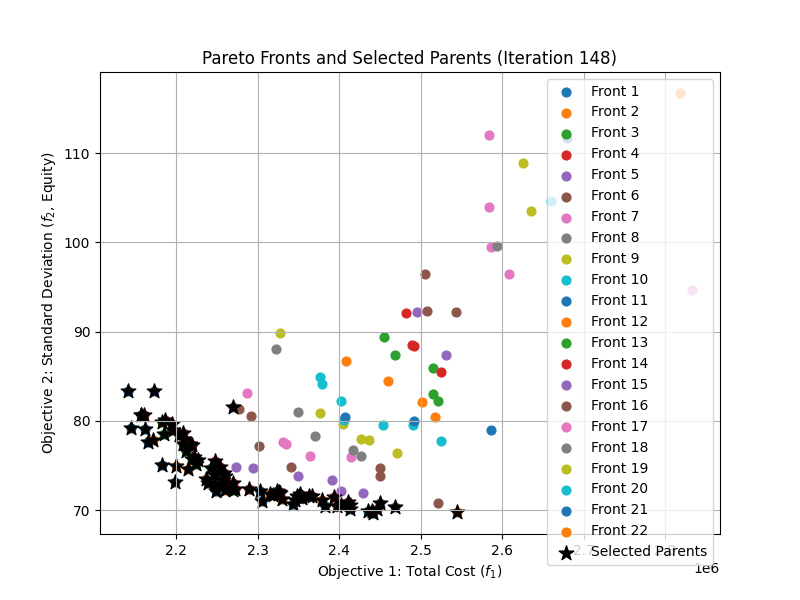 Pareto Fronts and Selected Parents (Iteration 148)
Objective 2: Standard Deviation (f₂, Equity)
110
100
90
80
70
2.2
2.3
2.4
2.5
2.6
2.7
2.8
1e6
Objective 1: Total Cost (f₁)
Front 1
Front 2
Front 3
Front 4
Front 5
Front 6
Front 7
Front 8
Front 9
Front 10
Front 11
Front 12
Front 13
Front 14
Front 15
Front 16
Front 17
Front 18
Front 19
Front 20
Front 21
Front 22
Selected Parents